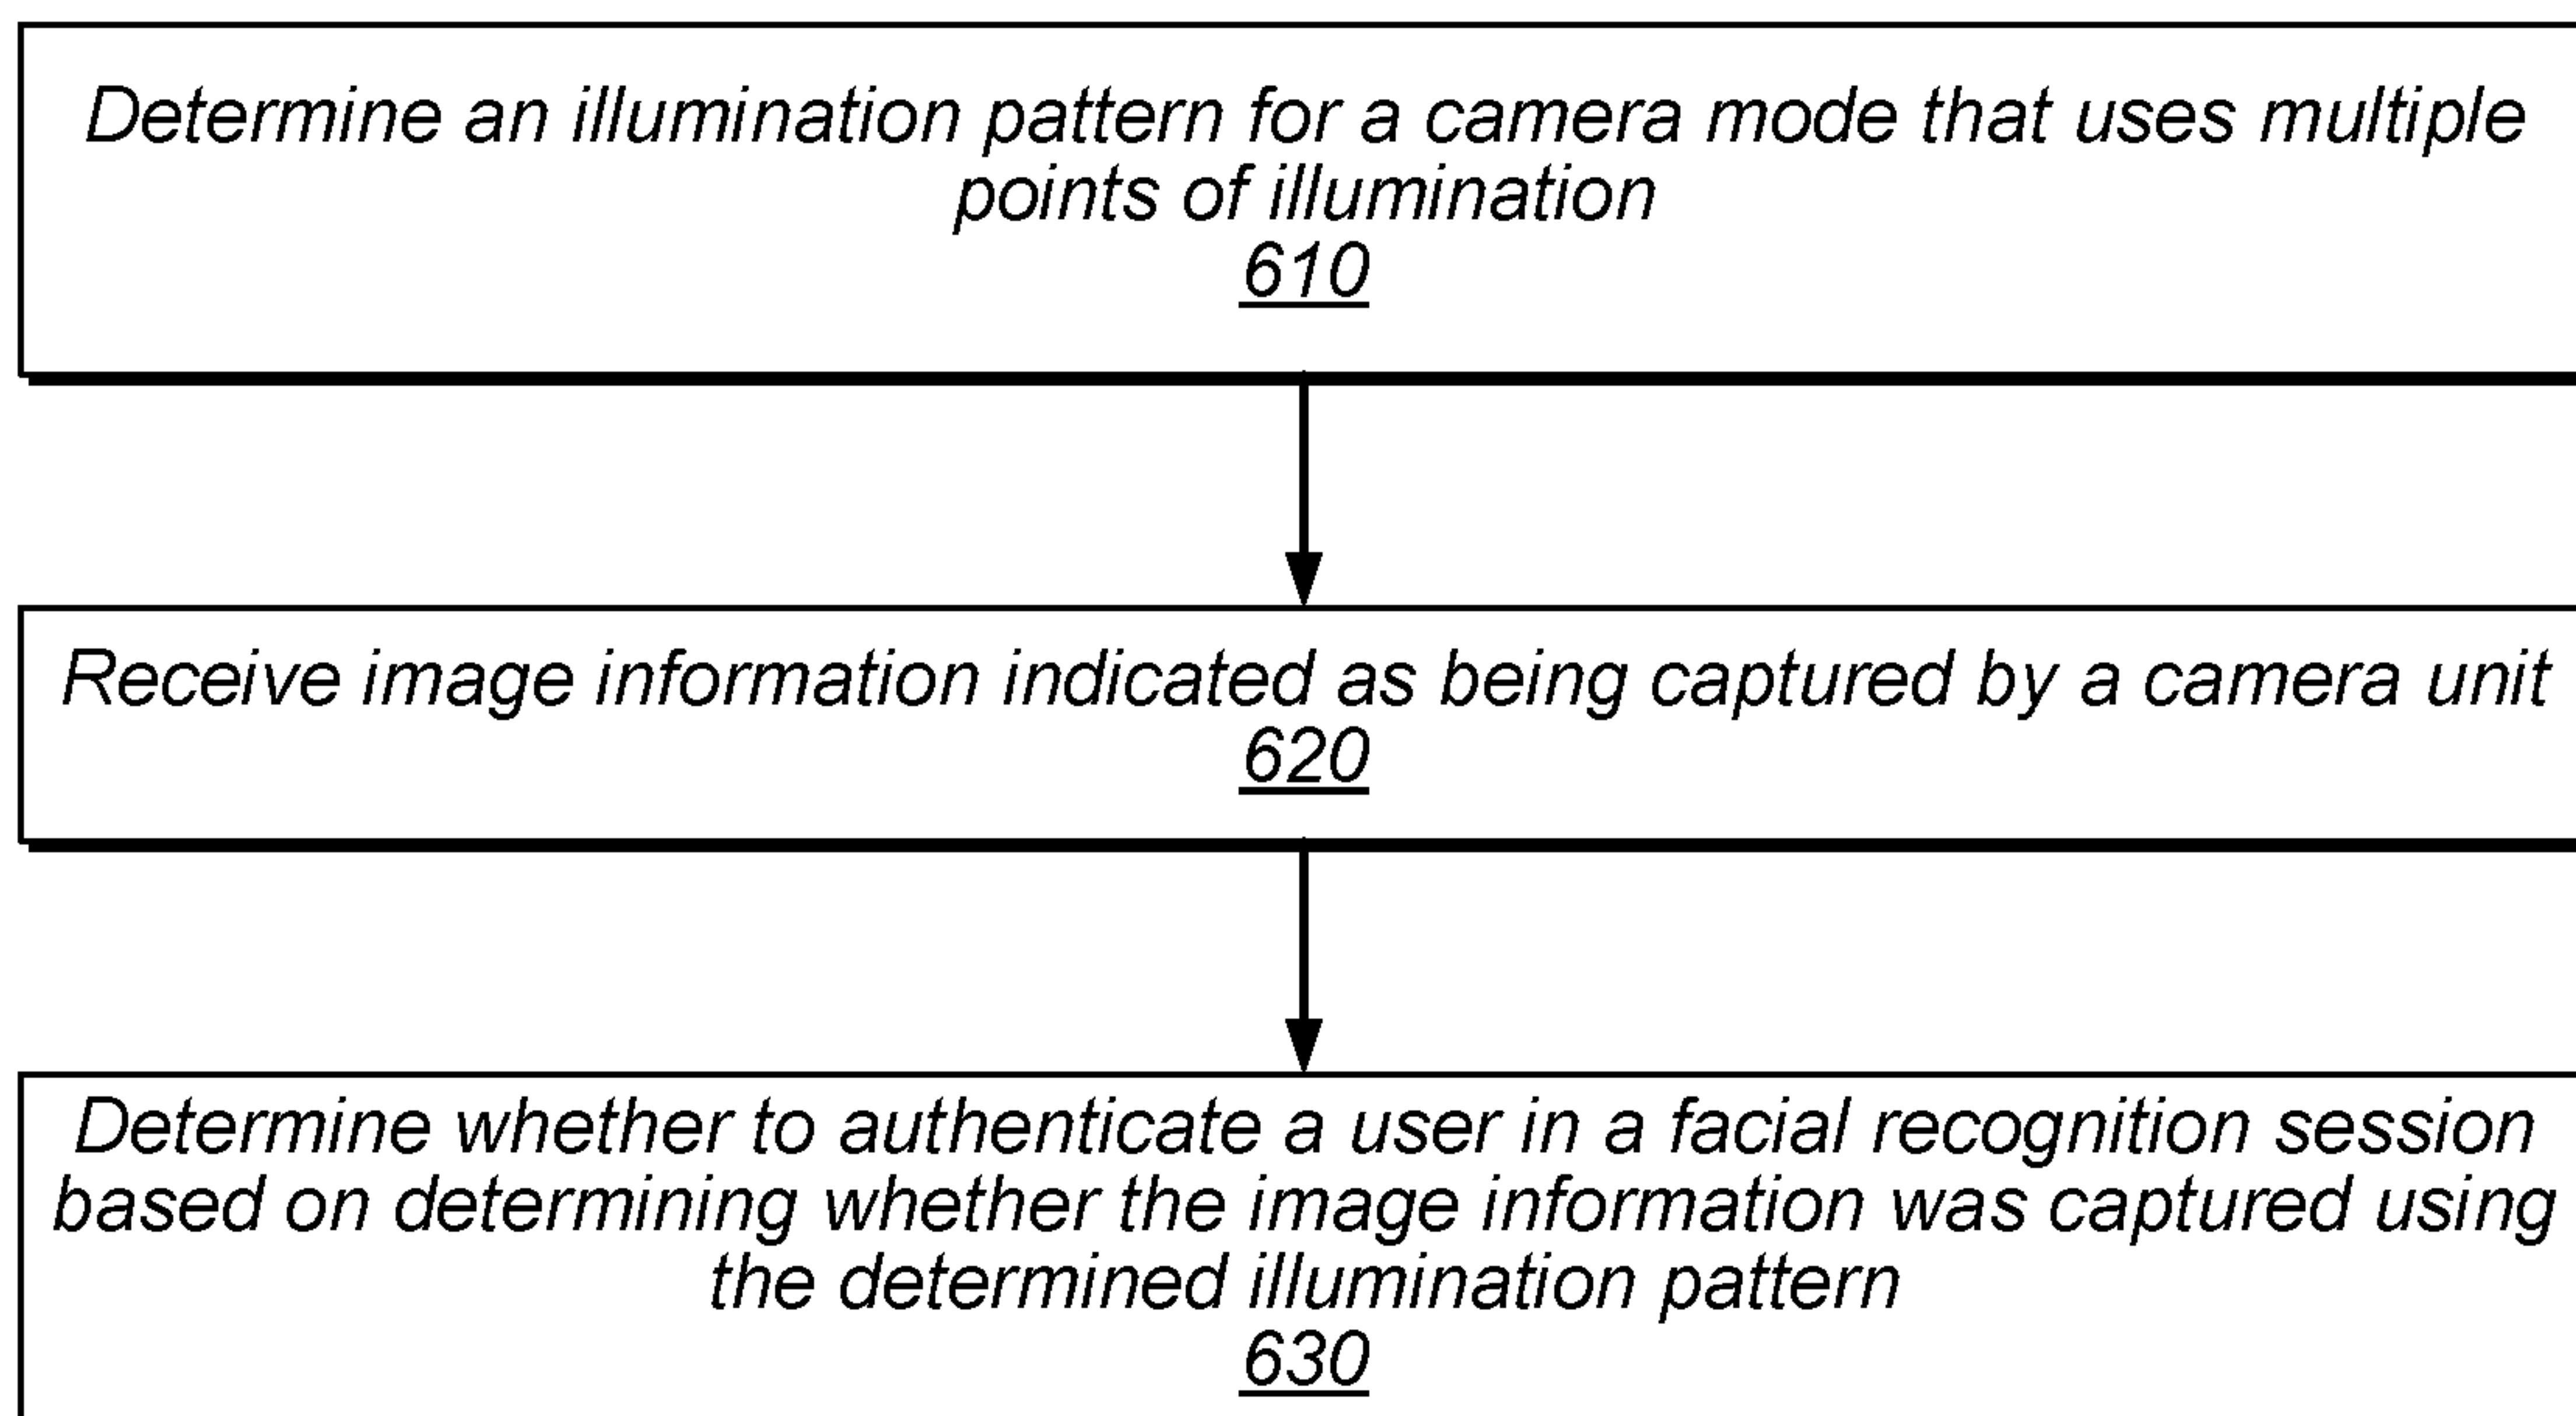 Determine an illumination pattern for a camera mode that uses multiple
points of illumination
610
Receive image information indicated as being captured by a camera unit
620
Determine whether to authenticate a user in a facial recognition session
based on determining whether the image information was captured using
the determined illumination pattern
630